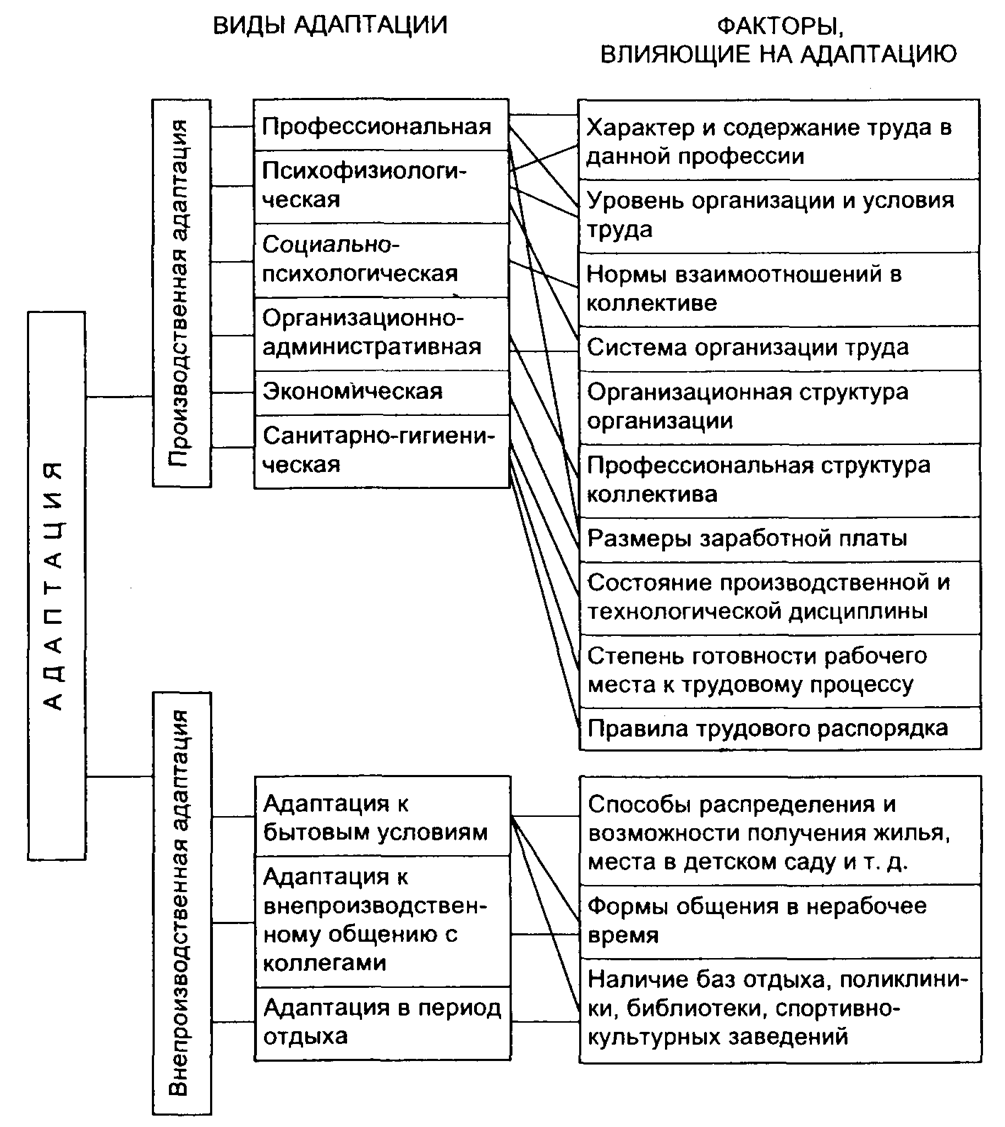 ВИДЫ АДАПТАЦИИ
ФАКТОРЫ,
ВЛИЯЮЩИЕ НА АДАПТАЦИЮ
АДАПТАЦИЯ
Производственная адаптация
Профессиональная
Психофизиологи-
ческая
Социально-
психологическая
Организационно-
административная
Экономическая
Санитарно-гигиени-
ческая
Характер и содержание труда в
данной профессии
Уровень организации и условия
труда
Нормы взаимоотношений в
коллективе
Система организации труда
Организационная структура
организации
Профессиональная структура
коллектива
Размеры заработной платы
Состояние производственной и
технологической дисциплины
Степень готовности рабочего
места к трудовому процессу
Правила трудового распорядка
Внепроизводственная адаптация
Адаптация к
бытовым условиям
Адаптация к
внепроизводствен-
ному общению с
коллегами
Адаптация в период
отдыха
Способы распределения и
возможности получения жилья,
места в детском саду и т. д.
Формы общения в нерабочее
время
Наличие баз отдыха, поликлини-
ки, библиотеки, спортивно-
культурных заведений